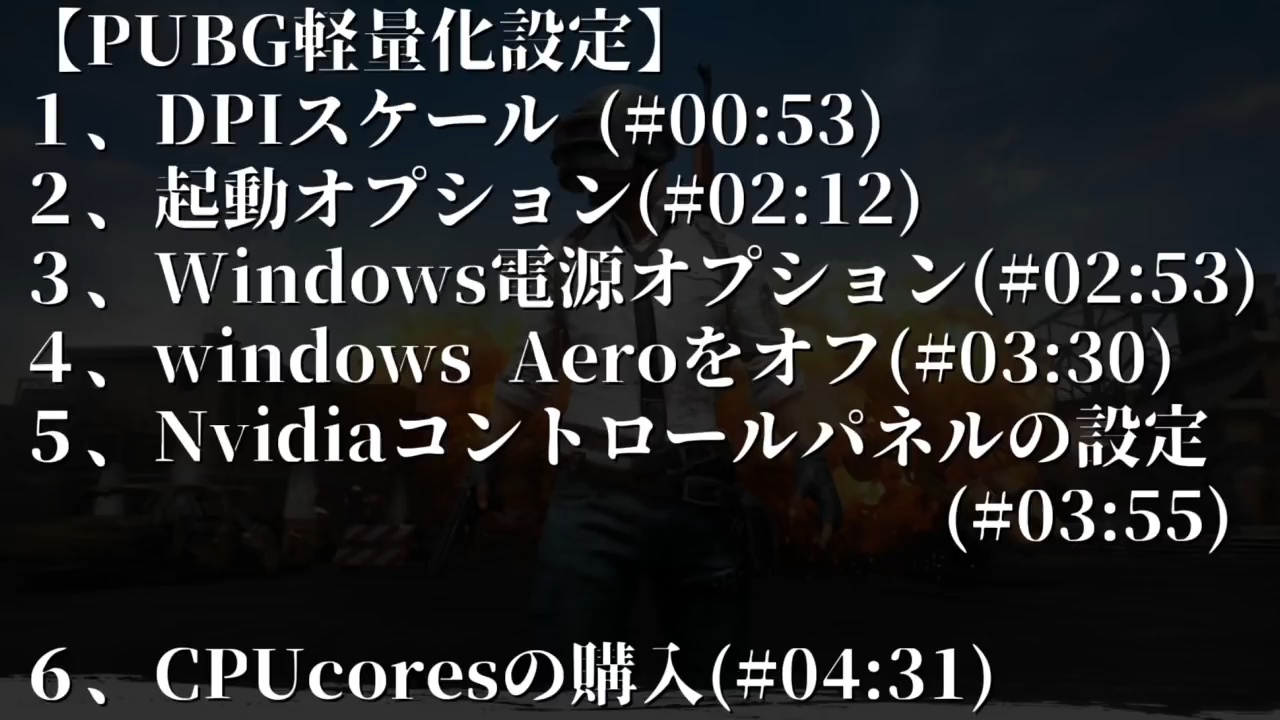 【PUBG軽量化設定】
１、DPIスケール (#00:53)
２、起動オプション(#02:12)
３、Windows電源オプション(#02:53)
４、windows Aeroをオフ(#03:30)
５、Nvidiaコントロールパネルの設定
(#03:55)
６、CPUcoresの購入(#04:31)